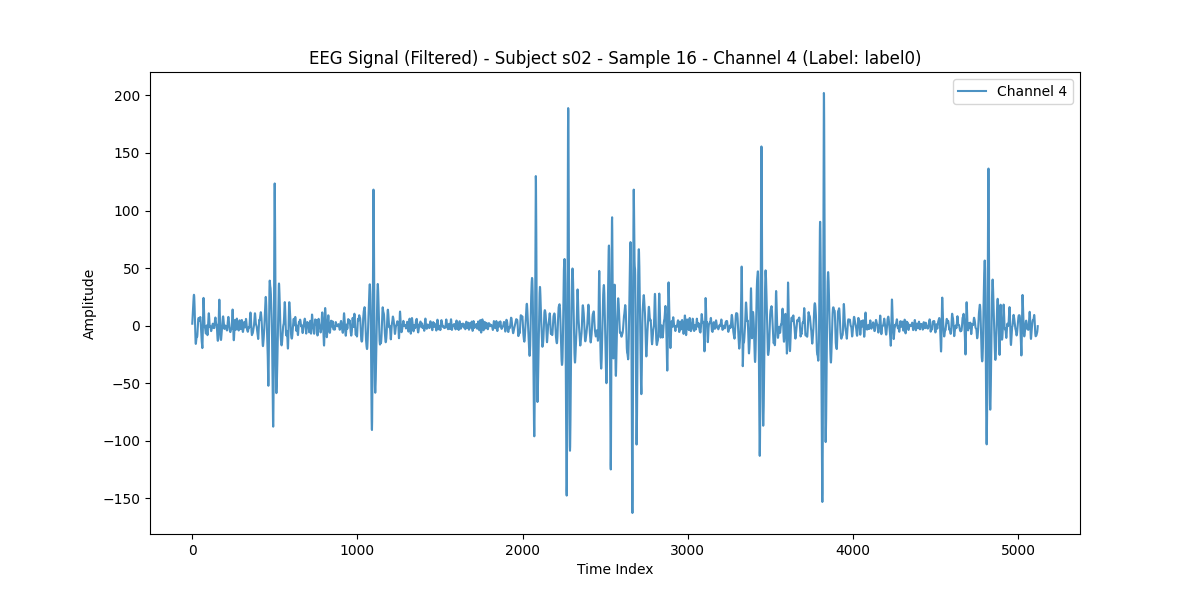 EEG Signal (Filtered) - Subject s02 - Sample 16 - Channel 4 (Label: label0)
Channel 4
200
150
100
50
0
−50
−100
−150
Amplitude
0 1000 2000 3000 4000 5000
Time Index